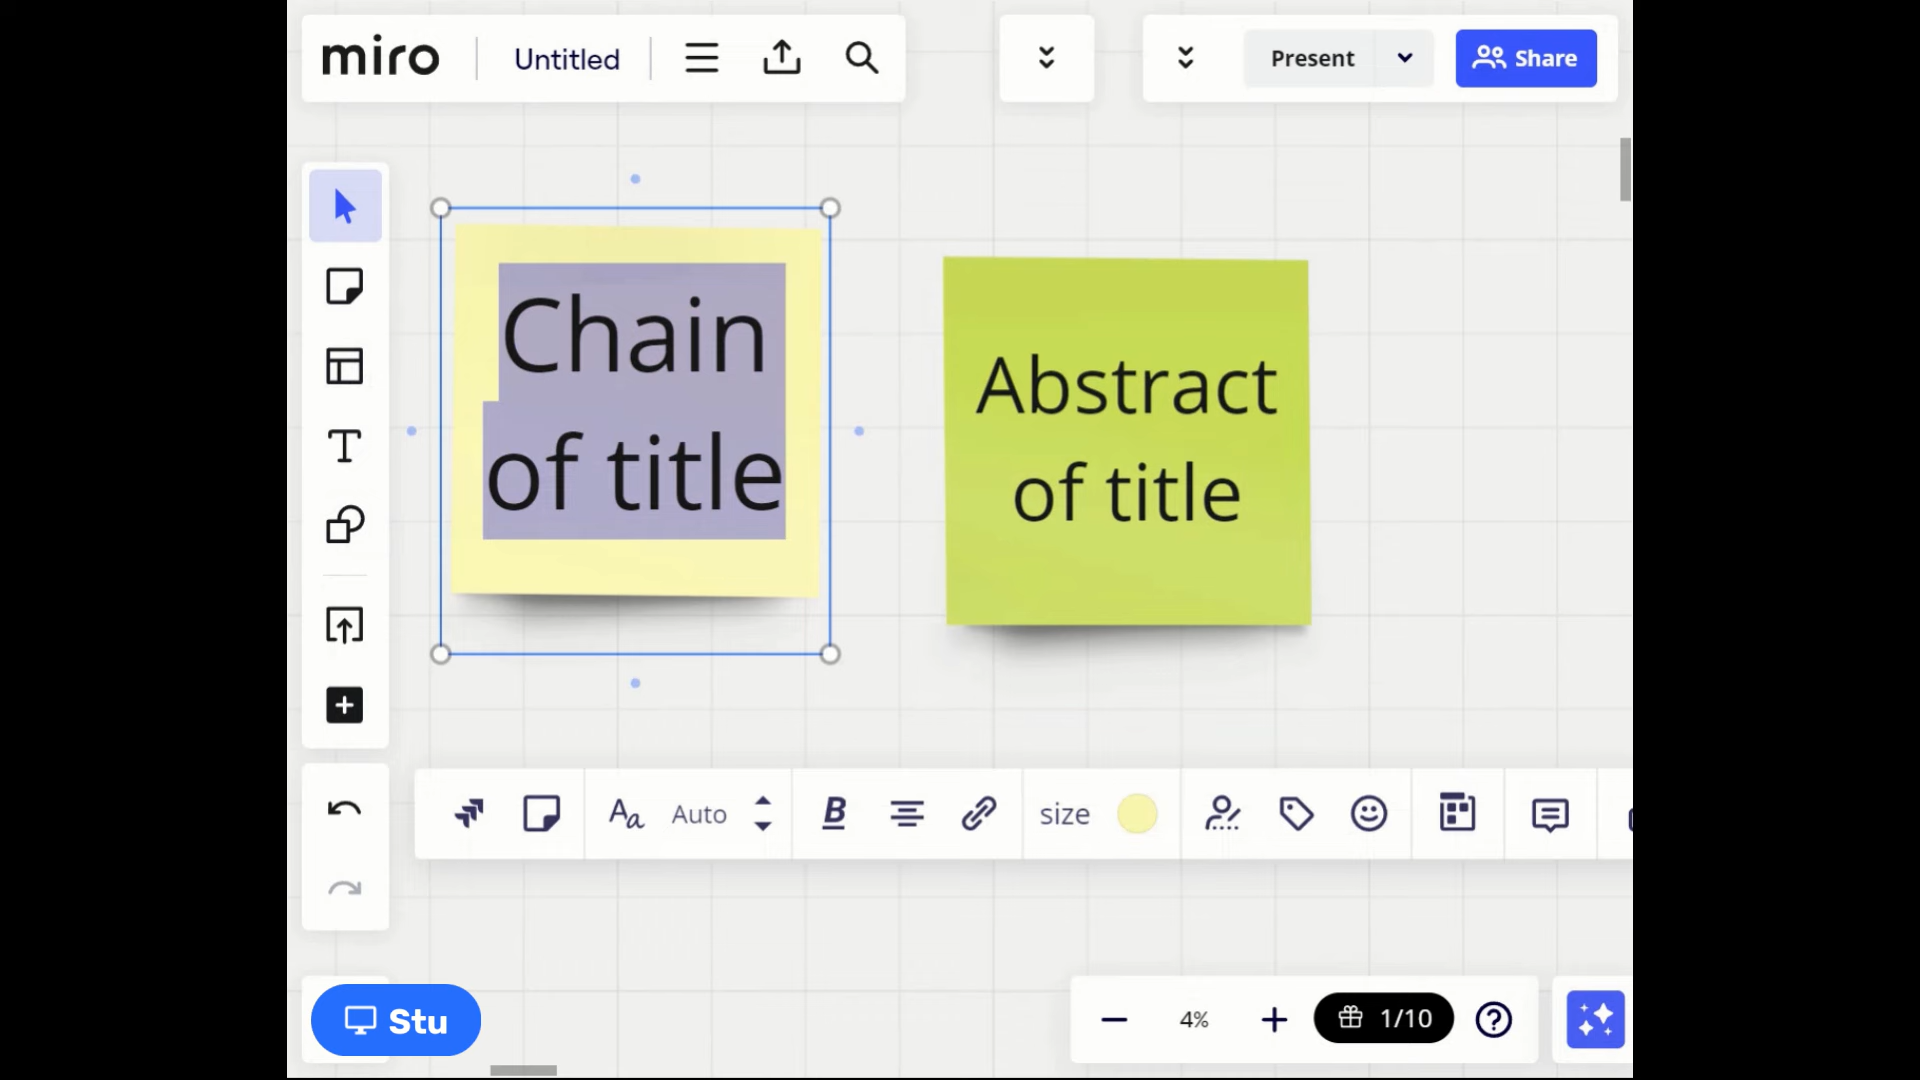 miro
Untitled
Present
Share
Chain
of title
Abstract
of title
Auto
B
size
Stu
4%
1/10